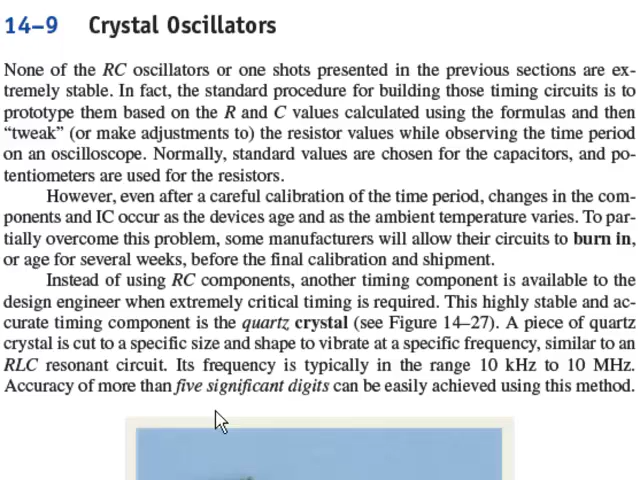 14–9 Crystal Oscillators
None of the RC oscillators or one shots presented in the previous sections are ex-
tremely stable. In fact, the standard procedure for building those timing circuits is to
prototype them based on the R and C values calculated using the formulas and then
“tweak” (or make adjustments to) the resistor values while observing the time period
on an oscilloscope. Normally, standard values are chosen for the capacitors, and po-
tentiometers are used for the resistors.
However, even after a careful calibration of the time period, changes in the com-
ponents and IC occur as the devices age and as the ambient temperature varies. To par-
tially overcome this problem, some manufacturers will allow their circuits to burn in,
or age for several weeks, before the final calibration and shipment.
Instead of using RC components, another timing component is available to the
design engineer when extremely critical timing is required. This highly stable and ac-
curate timing component is the quartz crystal (see Figure 14–27). A piece of quartz
crystal is cut to a specific size and shape to vibrate at a specific frequency, similar to an
RLC resonant circuit. Its frequency is typically in the range 10 kHz to 10 MHz.
Accuracy of more than five significant digits can be easily achieved using this method.